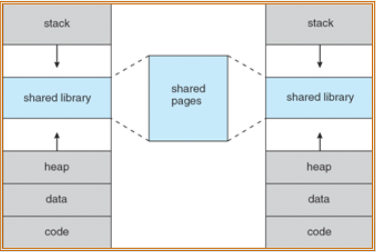 stack
shared library
heap
data
code
shared
pages
stack
shared library
heap
data
code